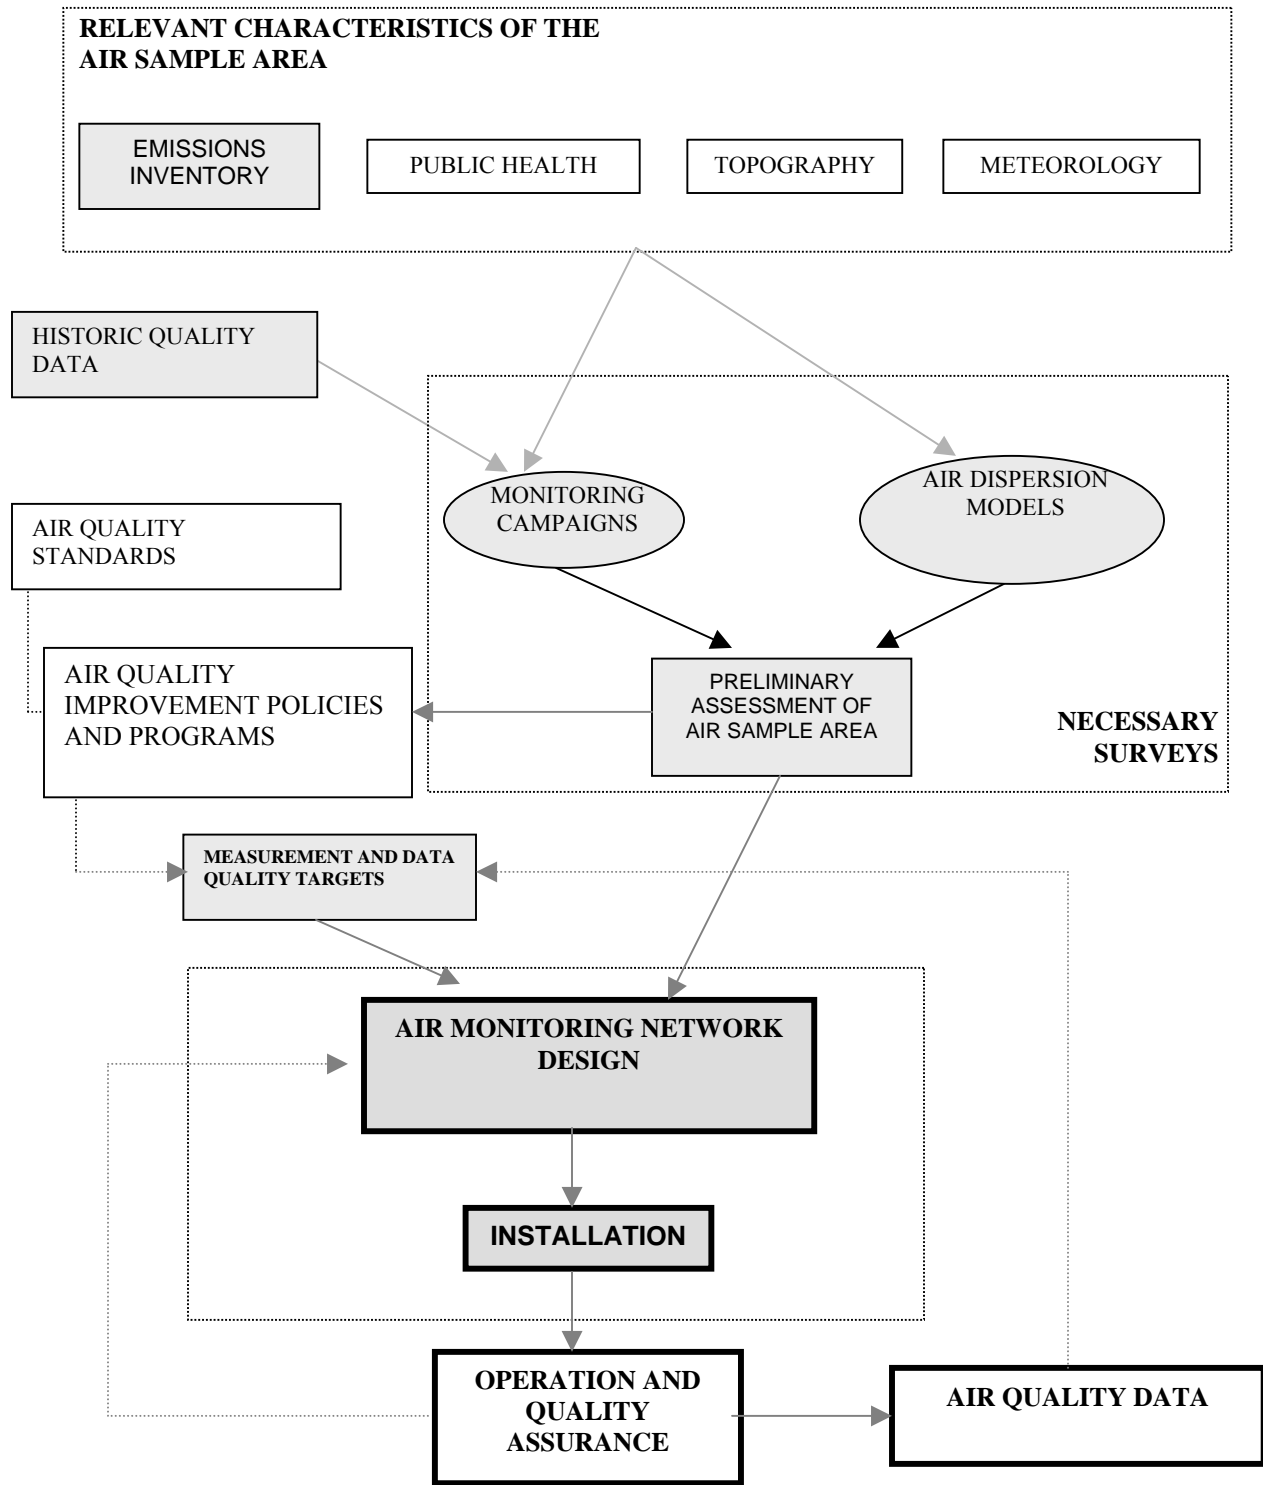 RELEVANT CHARACTERISTICS OF THE
AIR SAMPLE AREA
EMISSIONS
INVENTORY
PUBLIC HEALTH
TOPOGRAPHY
METEOROLOGY
HISTORIC QUALITY
DATA
MONITORING
CAMPAIGNS
AIR DISPERSION
MODELS
AIR QUALITY
STANDARDS
AIR QUALITY
IMPROVEMENT POLICIES
AND PROGRAMS
PRELIMINARY
ASSESSMENT OF
AIR SAMPLE AREA
NECESSARY
SURVEYS
MEASUREMENT AND DATA
QUALITY TARGETS
AIR MONITORING NETWORK
DESIGN
INSTALLATION
OPERATION AND
QUALITY
ASSURANCE
AIR QUALITY DATA